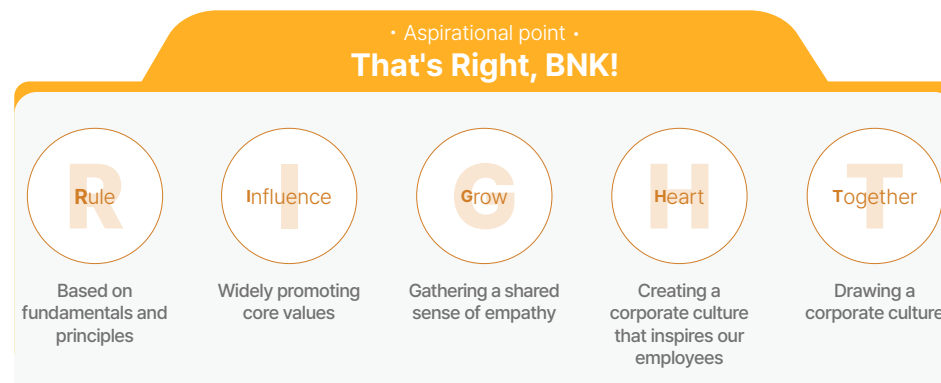 • Aspirational point •
That's Right, BNK!
R
Rule
Based on
fundamentals and
principles
I
Influence
Widely promoting
core values
G
Grow
Gathering a shared
sense of empathy
H
Heart
Creating a
corporate culture
that inspires our
employees
T
Together
Drawing a
corporate culture